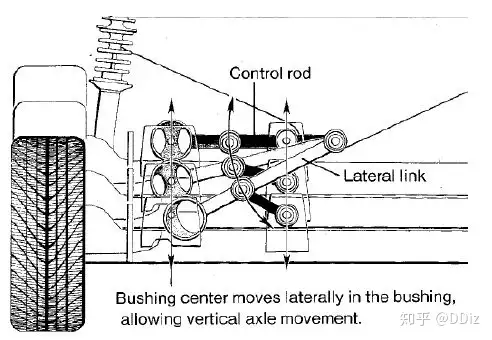 Control rod
Lateral link
Bushing center moves laterally in the bushing,
allowing vertical axle movement.
知乎 @DDiz